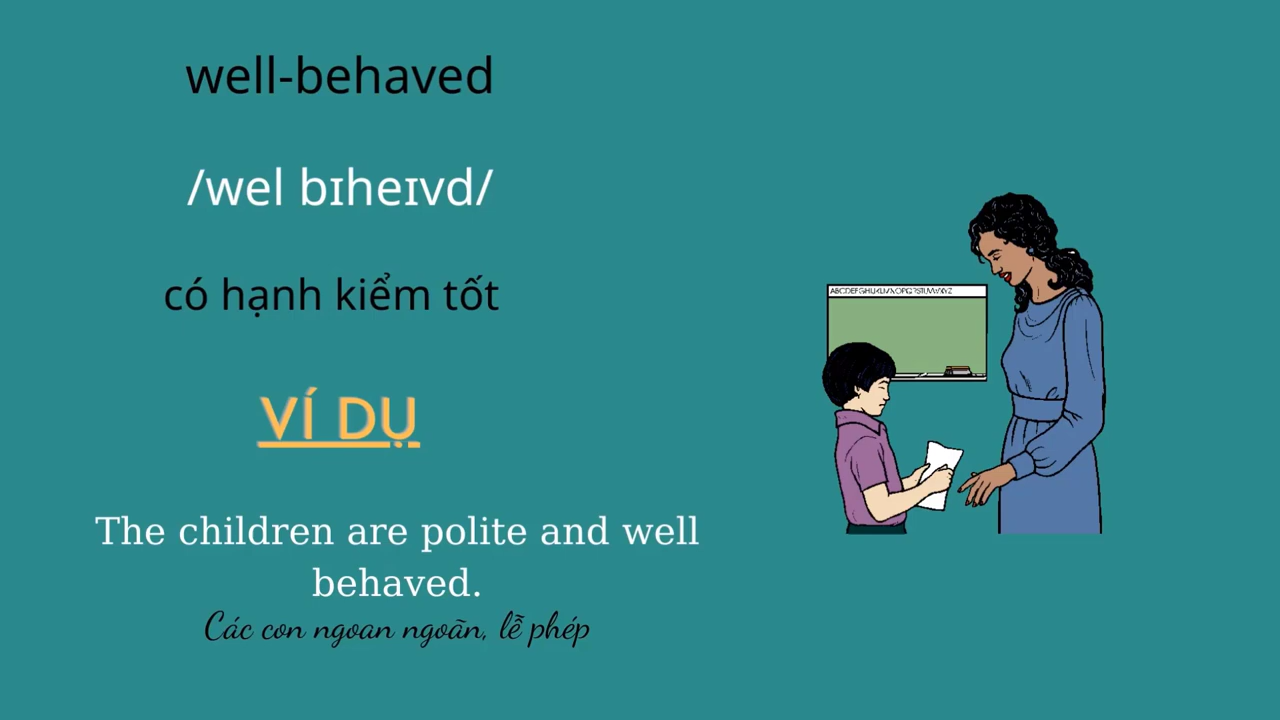 well-behaved
/wel bɪheɪvd/
có hạnh kiểm tốt
VÍ DỤ
The children are polite and well
behaved.
Các con ngoan ngoãn, lễ phép